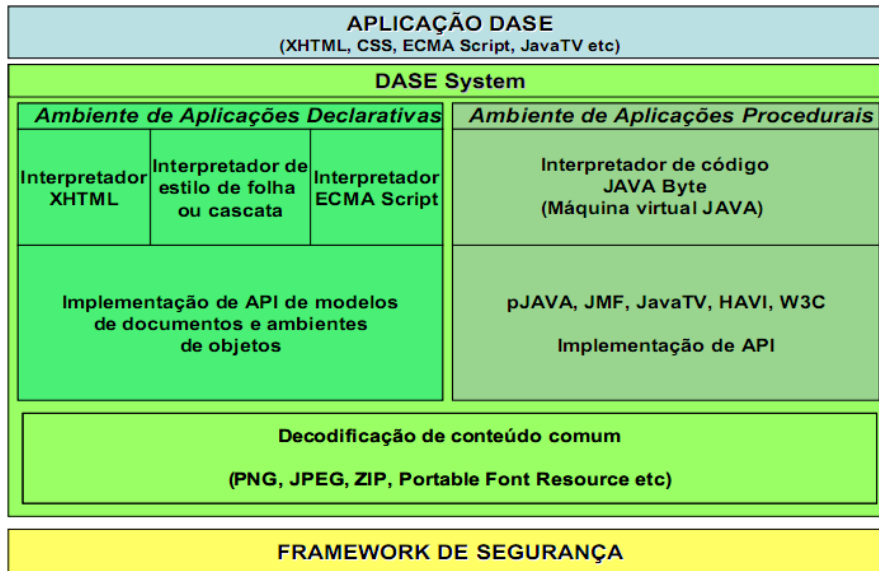 APLICAÇÃO DASE
(XHTML, CSS, ECMA Script, JavaTV etc)
DASE System
Ambiente de Aplicações Declarativas
Interpretador
XHTML
Interpretador de
estilo de folha
ou cascata
Interpretador
ECMA Script
Implementação de API de modelos
de documentos e ambientes
de objetos
Ambiente de Aplicações Procedurais
Interpretador de código
JAVA Byte
(Máquina virtual JAVA)
pJAVA, JMF, JavaTV, HAVI, W3C
Implementação de API
Decodificação de conteúdo comum
(PNG, JPEG, ZIP, Portable Font Resource etc)
FRAMEWORK DE SEGURANÇA